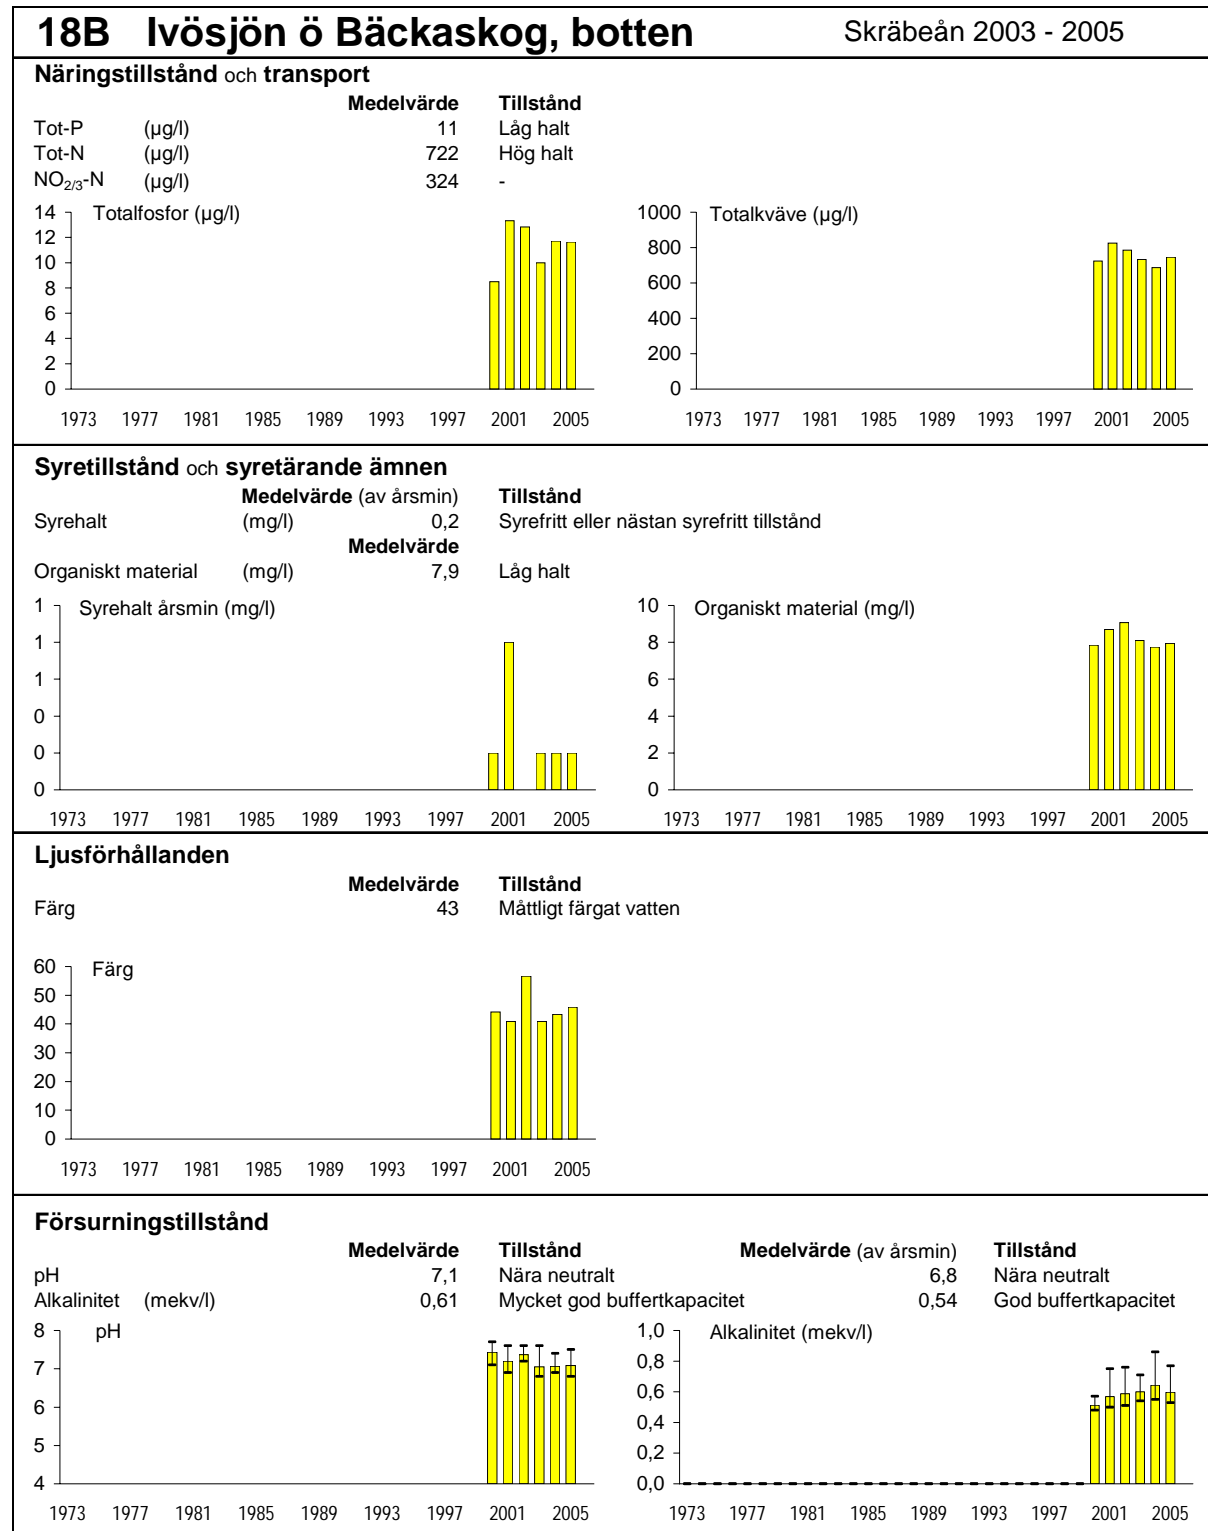 18B Ivösjön ö Bäckaskog, botten Skräbeån 2003 - 2005
Näringstillstånd och transport
Medelvärde Tillstånd
Tot-P (µg/l) 11 Låg halt
Tot-N (µg/l) 722 Hög halt
NO2/3-N (µg/l) 324 -
Totalfosfor (µg/l)
14
12
10
8
6
4
2
0
1973 1977 1981 1985 1989 1993 1997 2001 2005
Totalkväve (µg/l)
1000
800
600
400
200
0
1973 1977 1981 1985 1989 1993 1997 2001 2005
Syretillstånd och syretärande ämnen
Medelvärde (av årsmin) Tillstånd
Syrehalt (mg/l) 0,2 Syrefritt eller nästan syrefritt tillstånd
Medelvärde
Organiskt material (mg/l) 7,9 Låg halt
Syrehalt årsmin (mg/l)
1
1
1
0
0
0
1973 1977 1981 1985 1989 1993 1997 2001 2005
Organiskt material (mg/l)
10
8
6
4
2
0
1973 1977 1981 1985 1989 1993 1997 2001 2005
Ljusförhållanden
Medelvärde Tillstånd
Färg 43 Måttligt färgat vatten
Färg
60
50
40
30
20
10
0
1973 1977 1981 1985 1989 1993 1997 2001 2005
Försurningstillstånd
Medelvärde Tillstånd Medelvärde (av årsmin) Tillstånd
pH 7,1 Nära neutralt 6,8 Nära neutralt
Alkalinitet (mekv/l) 0,61 Mycket god buffertkapacitet 0,54 God buffertkapacitet
pH
8
7
6
5
4
1973 1977 1981 1985 1989 1993 1997 2001 2005
Alkalinitet (mekv/l)
1,0
0,8
0,6
0,4
0,2
0,0
1973 1977 1981 1985 1989 1993 1997 2001 2005